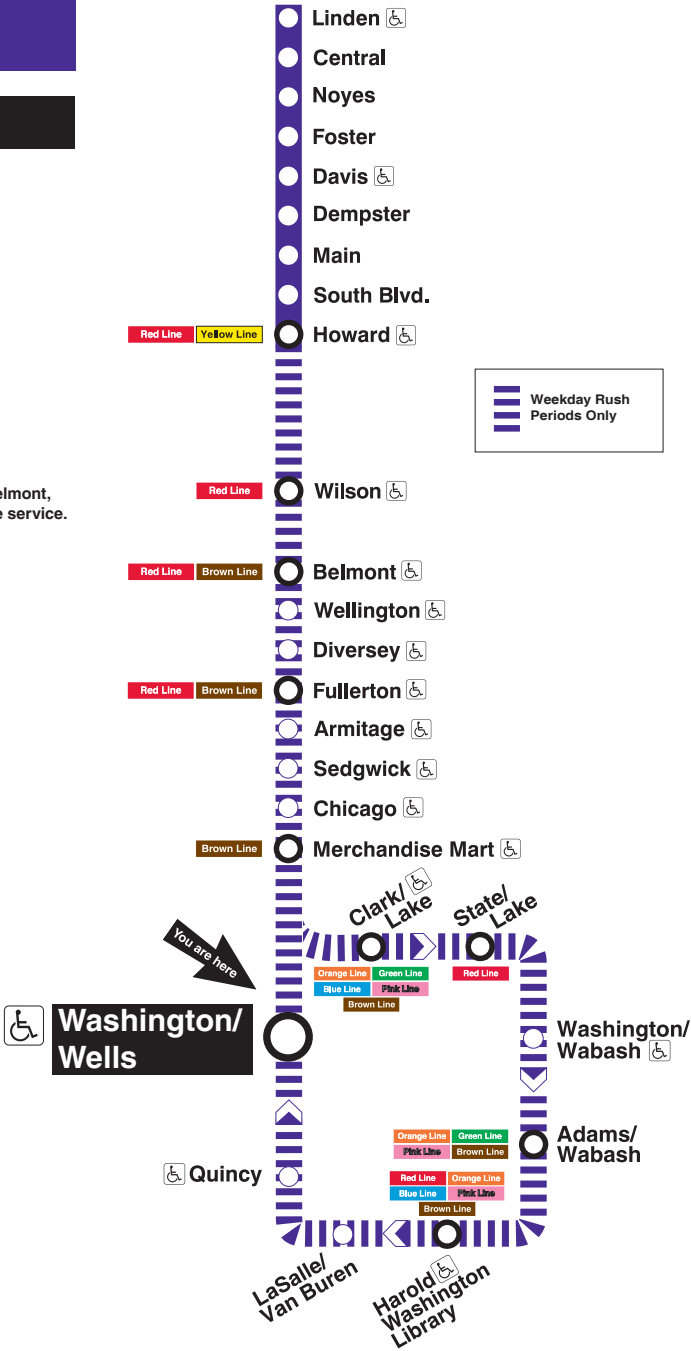 Linden
Central
Noyes
Foster
Davis
Dempster
Main
South Blvd.
Red Line Yellow Line Howard
Weekday Rush
Periods Only
elmont,
e service.
Red Line Wilson
Red Line Brown Line Belmont
Wellington
Diversey
Red Line Brown Line Fullerton
Armitage
Sedgwick
Chicago
Brown Line Merchandise Mart
Clark/
Lake
State/
Lake
You are here
Orange Line Green Line
Blue Line Pink Line
Brown Line
Red Line
Washington/
Wells
Washington/
Wabash
Orange Line Green Line
Pink Line Brown Line
Adams/
Wabash
Quincy
Red Line Orange Line
Blue Line Pink Line
Brown Line
LaSalle/
Van Buren
Harold
Washington
Library